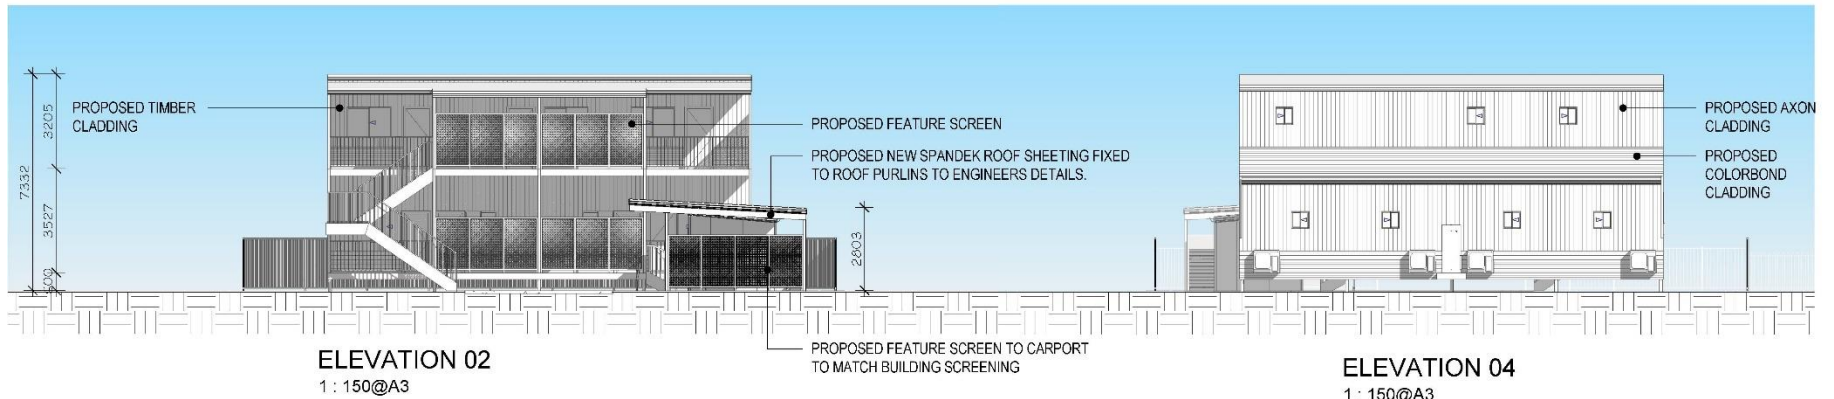 PROPOSED TIMBER
CLADDING
3205
7332
3527
600
PROPOSED FEATURE SCREEN
PROPOSED NEW SPANDEK ROOF SHEETING FIXED
TO ROOF PURLINS TO ENGINEERS DETAILS.
2803
PROPOSED FEATURE SCREEN TO CARPORT
TO MATCH BUILDING SCREENING
ELEVATION 02
1 : 150@A3
PROPOSED AXON
CLADDING
PROPOSED
COLORBOND
CLADDING
ELEVATION 04
1 : 150@A3